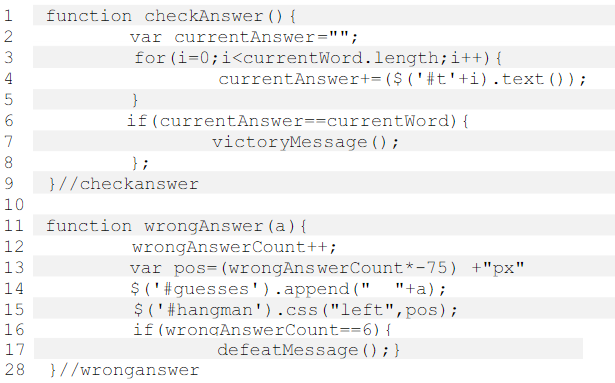 1 function checkAnswer(){
2 var currentAnswer="";
3 for(i=0;i<currentWord.length;i++){
4 currentAnswer+=($('#t'+i).text());
5 }
6 if(currentAnswer==currentWord){
7 victoryMessage();
8 };
9 }//checkanswer
10
11 function wrongAnswer(a){
12 wrongAnswerCount++;
13 var pos=(wrongAnswerCount*-75) +"px"
14 $('#guesses').append("  "+a);
15 $('#hangman').css("left",pos);
16 if(wrongAnswerCount==6){
17 defeatMessage();}
28 }//wronganswer